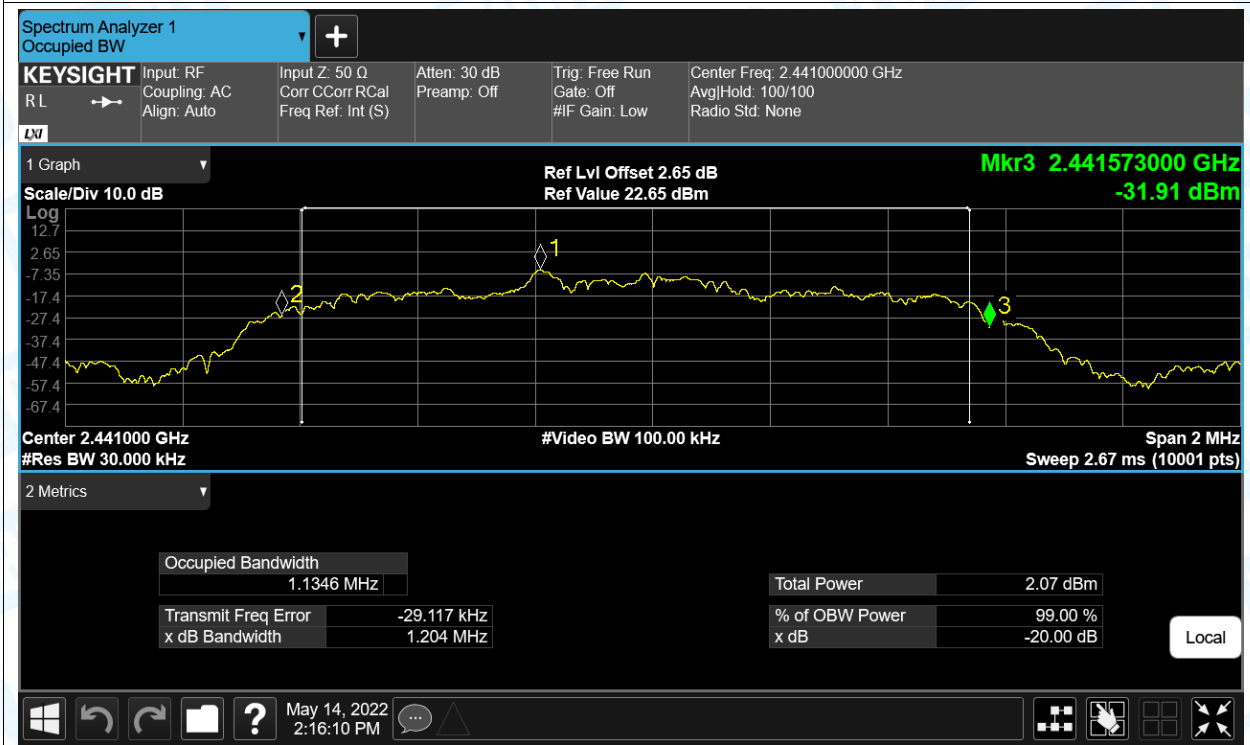 Spectrum Analyzer 1
Occupied BW
KEYSIGHT
R L
LXI
Input: RF
Coupling: AC
Align: Auto
Input Z: 50 Ω
Corr CCorr RCal
Freq Ref: Int (S)
Atten: 30 dB
Preamp: Off
Trig: Free Run
Gate: Off
#IF Gain: Low
Center Freq: 2.441000000 GHz
Avg|Hold: 100/100
Radio Std: None
1 Graph
Scale/Div 10.0 dB
Ref Lvl Offset 2.65 dB
Ref Value 22.65 dBm
Mkr3 2.441573000 GHz
-31.91 dBm
Log
12.7
2.65
-7.35
-17.4
-27.4
-37.4
-47.4
-57.4
-67.4
1
2
3
Center 2.441000 GHz
#Res BW 30.000 kHz
#Video BW 100.00 kHz
Span 2 MHz
Sweep 2.67 ms (10001 pts)
2 Metrics
Occupied Bandwidth
1.1346 MHz
Transmit Freq Error -29.117 kHz
x dB Bandwidth 1.204 MHz
Total Power 2.07 dBm
% of OBW Power 99.00 %
x dB -20.00 dB
Local
?
May 14, 2022
2:16:10 PM